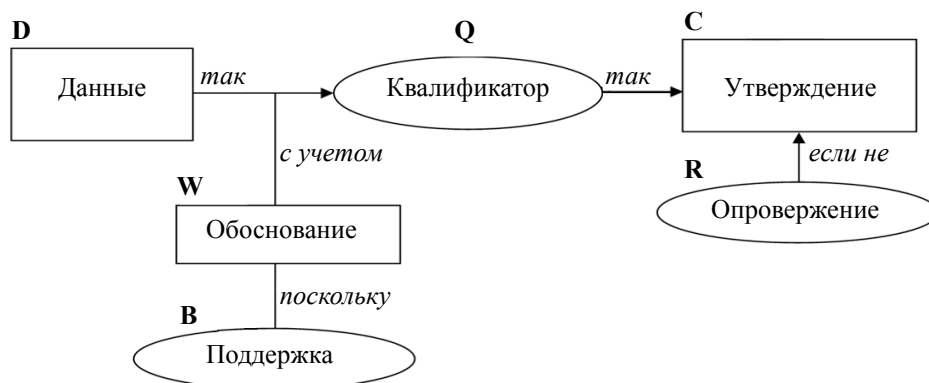 D
Q
C
Данные
так
Квалификатор
так
Утверждение
с учетом
если не
W
R
Обоснование
Опровержение
поскольку
B
Поддержка